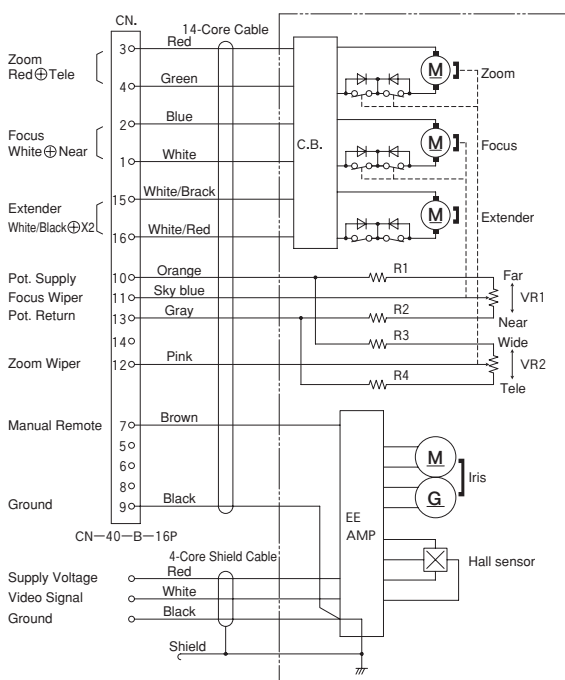 CN.
14-Core Cable
Zoom
Red⊕Tele
3 Red
4 Green
Focus
White⊕Near
2 Blue
1 White
Extender
White/Black⊕X2
15 White/Brack
16 White/Red
C.B.
M Zoom
M Focus
M Extender
Pot. Supply 10 Orange R1 Far
Focus Wiper 11 Sky blue VR1
Pot. Return 13 Gray R2 Near
14 R3 Wide
Zoom Wiper 12 Pink VR2
R4 Tele
Manual Remote 7 Brown
5
6
8
Ground 9 Black
CN－40－B－16P
EE
AMP
M
G
Iris
Hall sensor
4-Core Shield Cable
Supply Voltage Red
Video Signal White
Ground Black
Shield